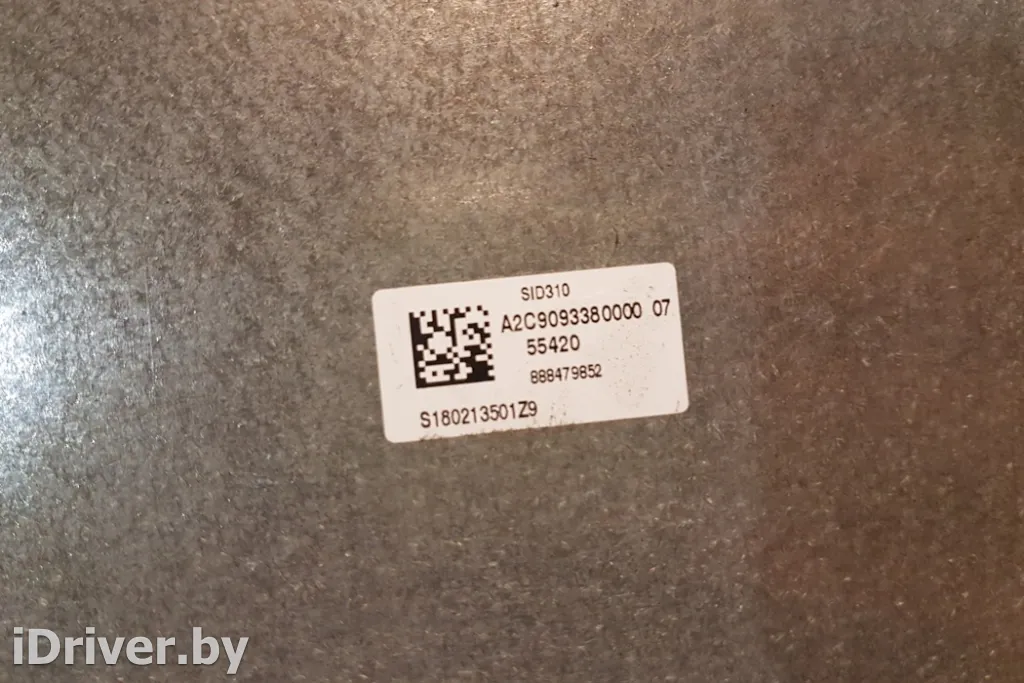 SID310
A2C9093380000 07
55420
888479852
S180213501Z9
iDriver.by